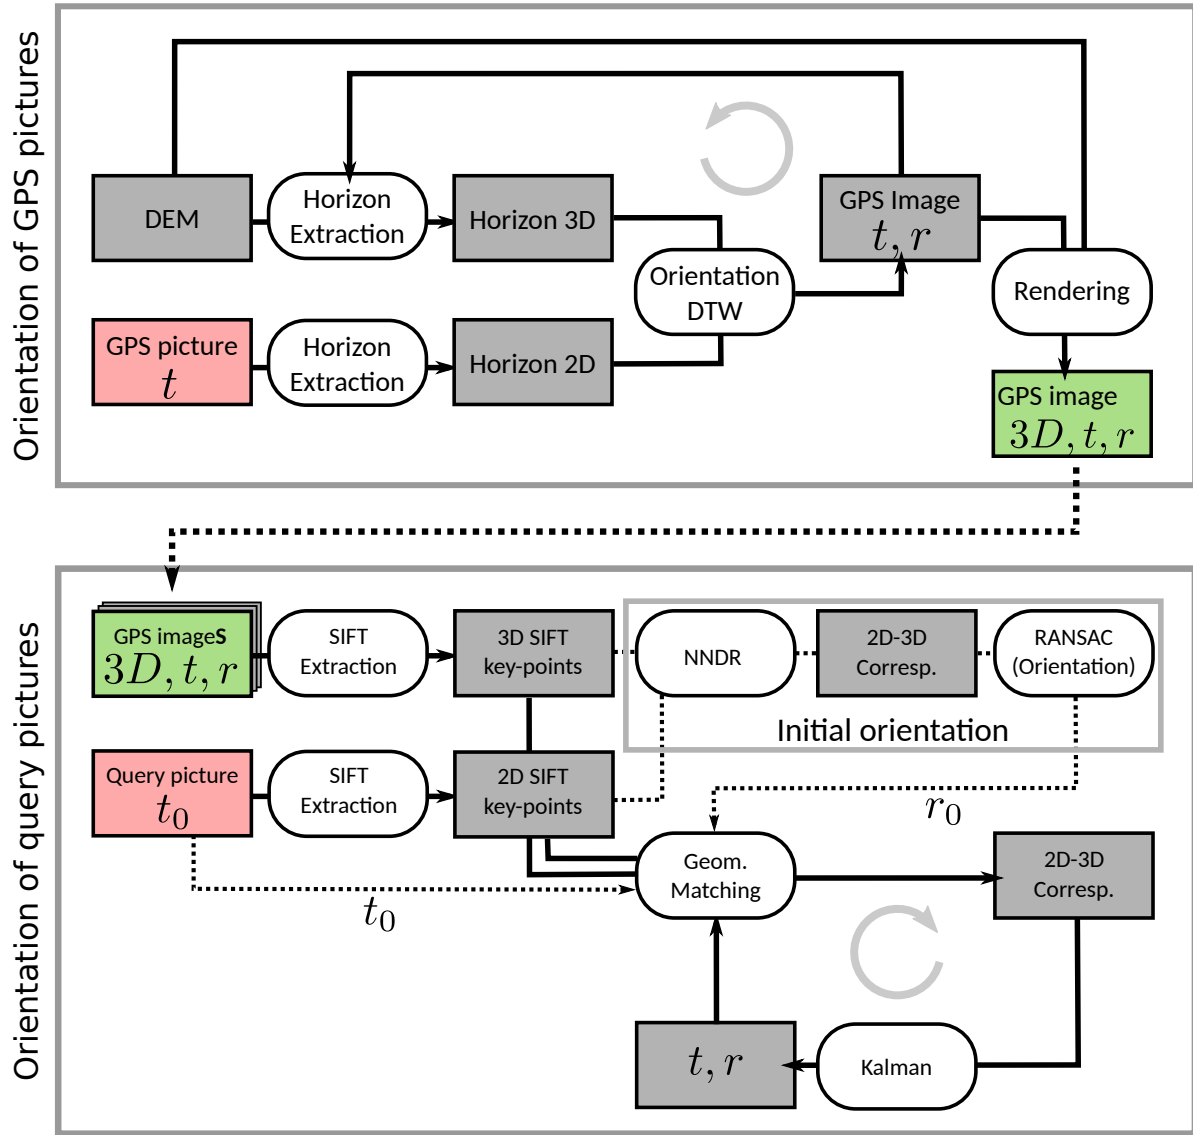 Orientation of GPS pictures
DEM
Horizon
Extraction
Horizon 3D
GPS Image
t, r
Orientation
DTW
Rendering
GPS picture
t
Horizon
Extraction
Horizon 2D
GPS image
3D, t, r
Orientation of query pictures
GPS imageS
3D, t, r
SIFT
Extraction
3D SIFT
key-points
NNDR
2D-3D
Corresp.
RANSAC
(Orientation)
Initial orientation
Query picture
t0
SIFT
Extraction
2D SIFT
key-points
r0
Geom.
Matching
2D-3D
Corresp.
t0
t, r
Kalman